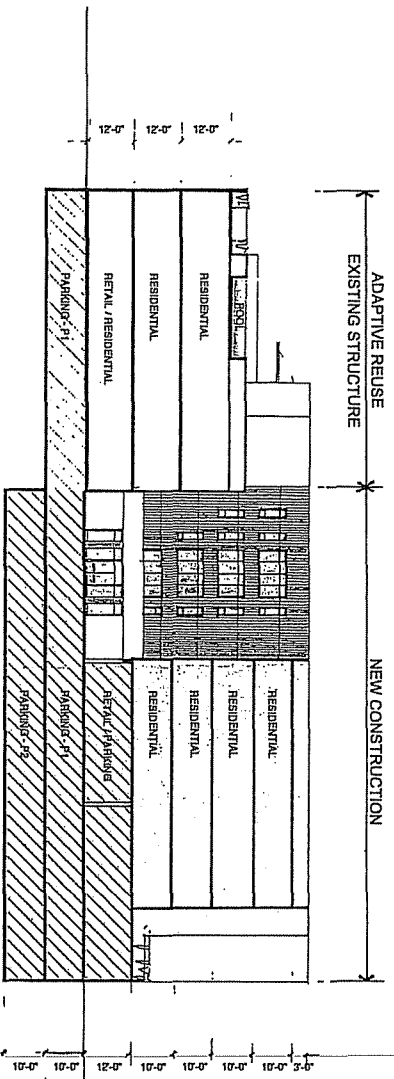 ADAPTIVE REUSE
EXISTING STRUCTURE
NEW CONSTRUCTION
12'-0"
12'-0"
12'-0"
POOL
RESIDENTIAL
RESIDENTIAL
RETAIL / RESIDENTIAL
PARKING - P1
RESIDENTIAL
RESIDENTIAL
RESIDENTIAL
RESIDENTIAL
RETAIL / PARKING
PARKING - P1
PARKING - P2
3'-6"
10'-0"
10'-0"
10'-0"
10'-0"
12'-0"
10'-0"
10'-0"